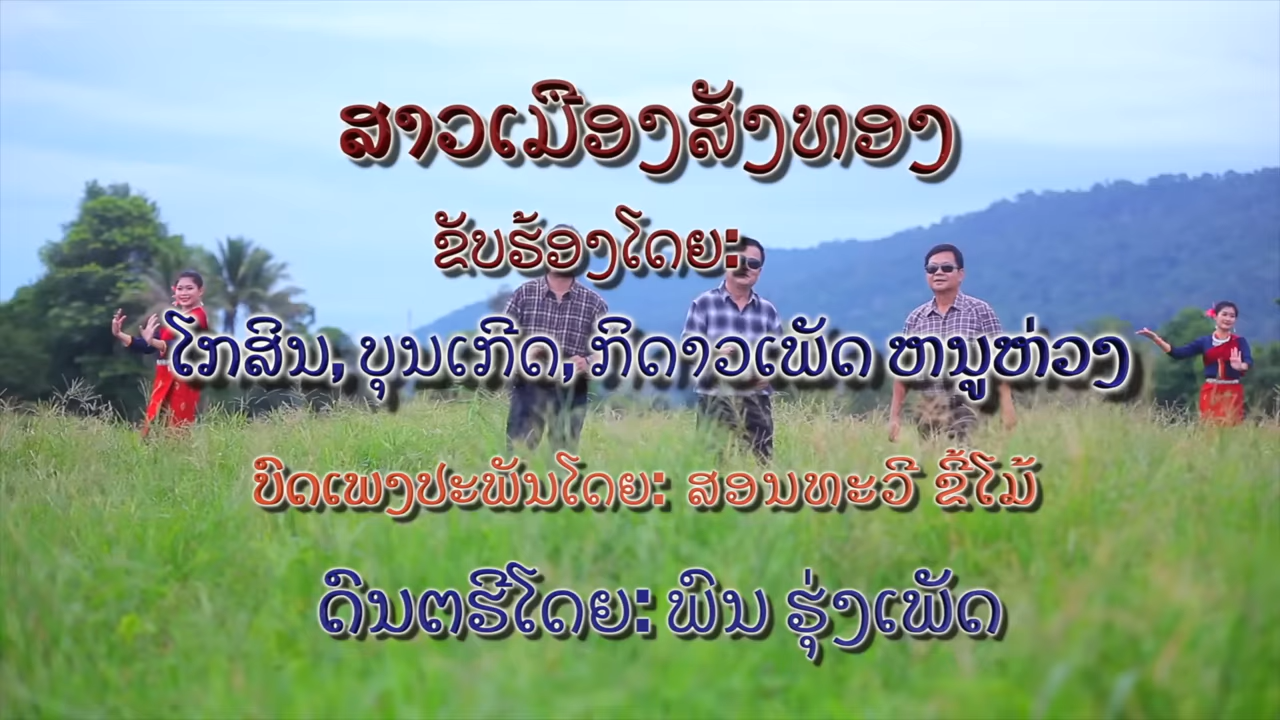 ສາວເມືອງສັງທອງ
ຂັບຮ້ອງໂດຍ:
ໂກສິນ, ບຸນເກີດ, ກິດາວເພັດ ຫນູຫ່ວງ
ປົດເພງປະພັນໂດຍ: ສອນທະວີ ຂີ້ໂມ້
ດົນຕຣີໂດຍ: ພົນ ຮຸ່ງເພັດ